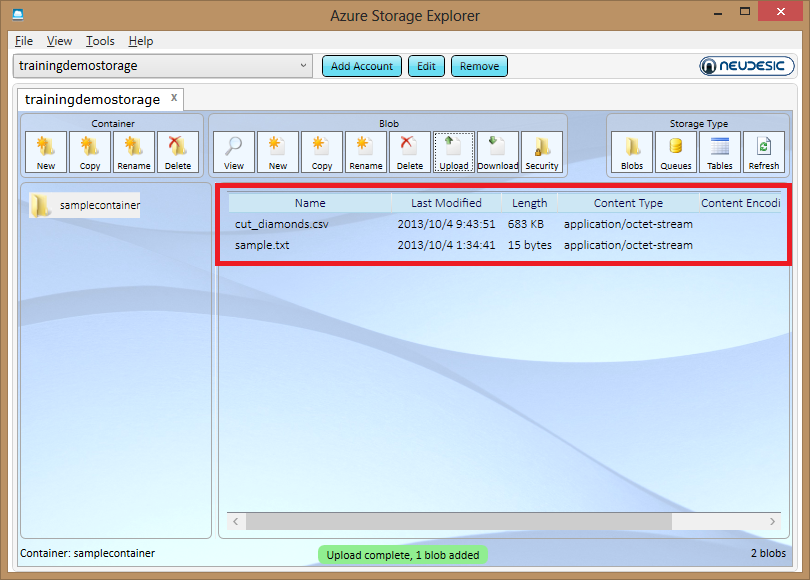 Azure Storage Explorer
File View Tools Help
trainingdemostorage Add Account Edit Remove NEUDESIC
trainingdemostorage x
Container Blob Storage Type
New Copy Rename Delete View New Copy Rename Delete Upload Download Security Blobs Queues Tables Refresh
samplecontainer
Name Last Modified Length Content Type Content Encodi
cut_diamonds.csv 2013/10/4 9:43:51 683 KB application/octet-stream
sample.txt 2013/10/4 1:34:41 15 bytes application/octet-stream
Container: samplecontainer Upload complete, 1 blob added 2 blobs